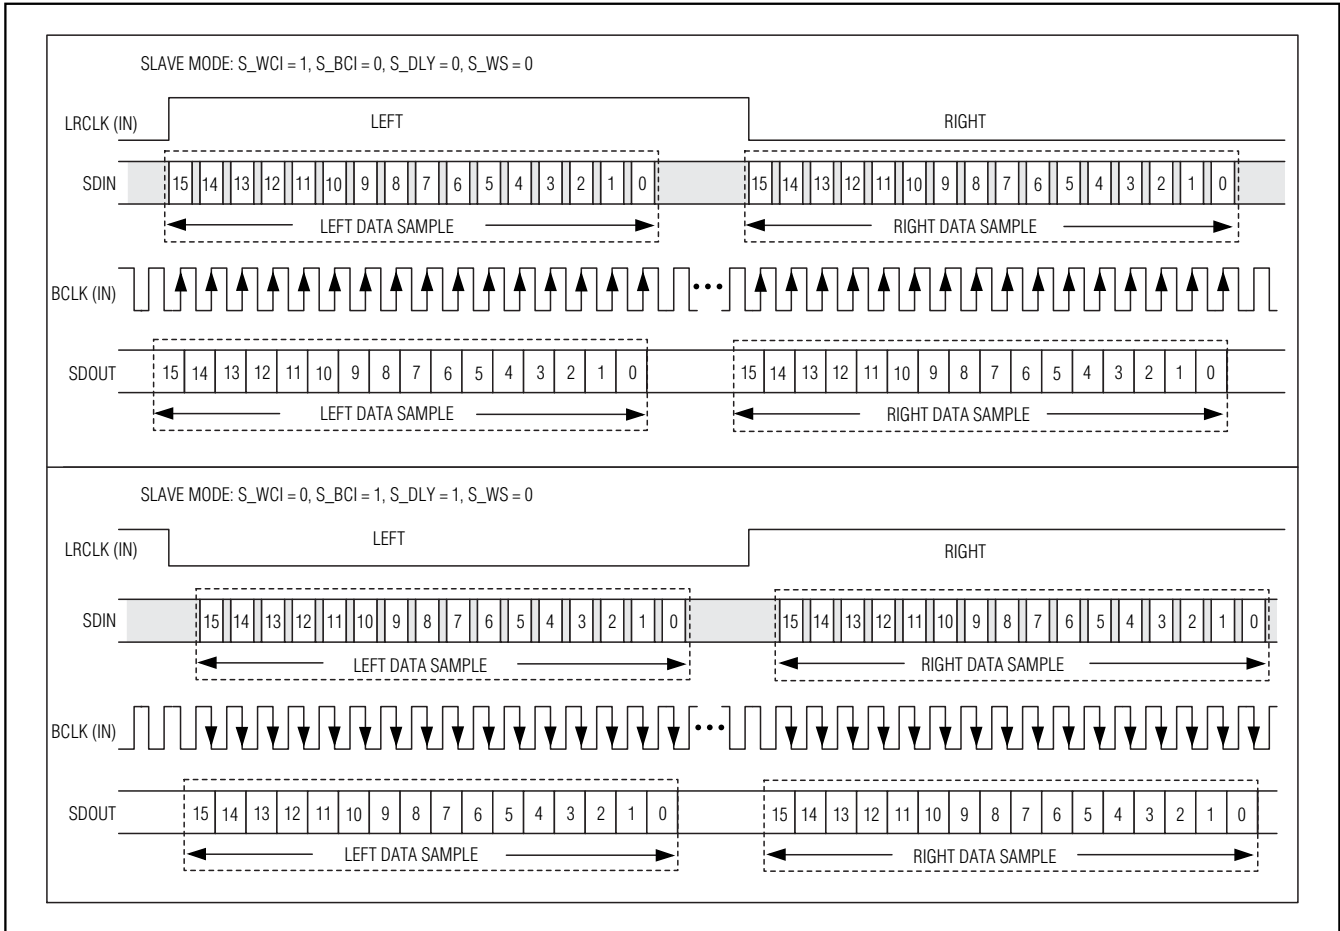 SLAVE MODE: S_WCI = 1, S_BCI = 0, S_DLY = 0, S_WS = 0
LRCLK (IN) LEFT RIGHT
SDIN 15 14 13 12 11 10 9 8 7 6 5 4 3 2 1 0 15 14 13 12 11 10 9 8 7 6 5 4 3 2 1 0
LEFT DATA SAMPLE RIGHT DATA SAMPLE
BCLK (IN)
SDOUT 15 14 13 12 11 10 9 8 7 6 5 4 3 2 1 0 15 14 13 12 11 10 9 8 7 6 5 4 3 2 1 0
LEFT DATA SAMPLE RIGHT DATA SAMPLE
SLAVE MODE: S_WCI = 0, S_BCI = 1, S_DLY = 1, S_WS = 0
LRCLK (IN) LEFT RIGHT
SDIN 15 14 13 12 11 10 9 8 7 6 5 4 3 2 1 0 15 14 13 12 11 10 9 8 7 6 5 4 3 2 1 0
LEFT DATA SAMPLE RIGHT DATA SAMPLE
BCLK (IN)
SDOUT 15 14 13 12 11 10 9 8 7 6 5 4 3 2 1 0 15 14 13 12 11 10 9 8 7 6 5 4 3 2 1 0
LEFT DATA SAMPLE RIGHT DATA SAMPLE